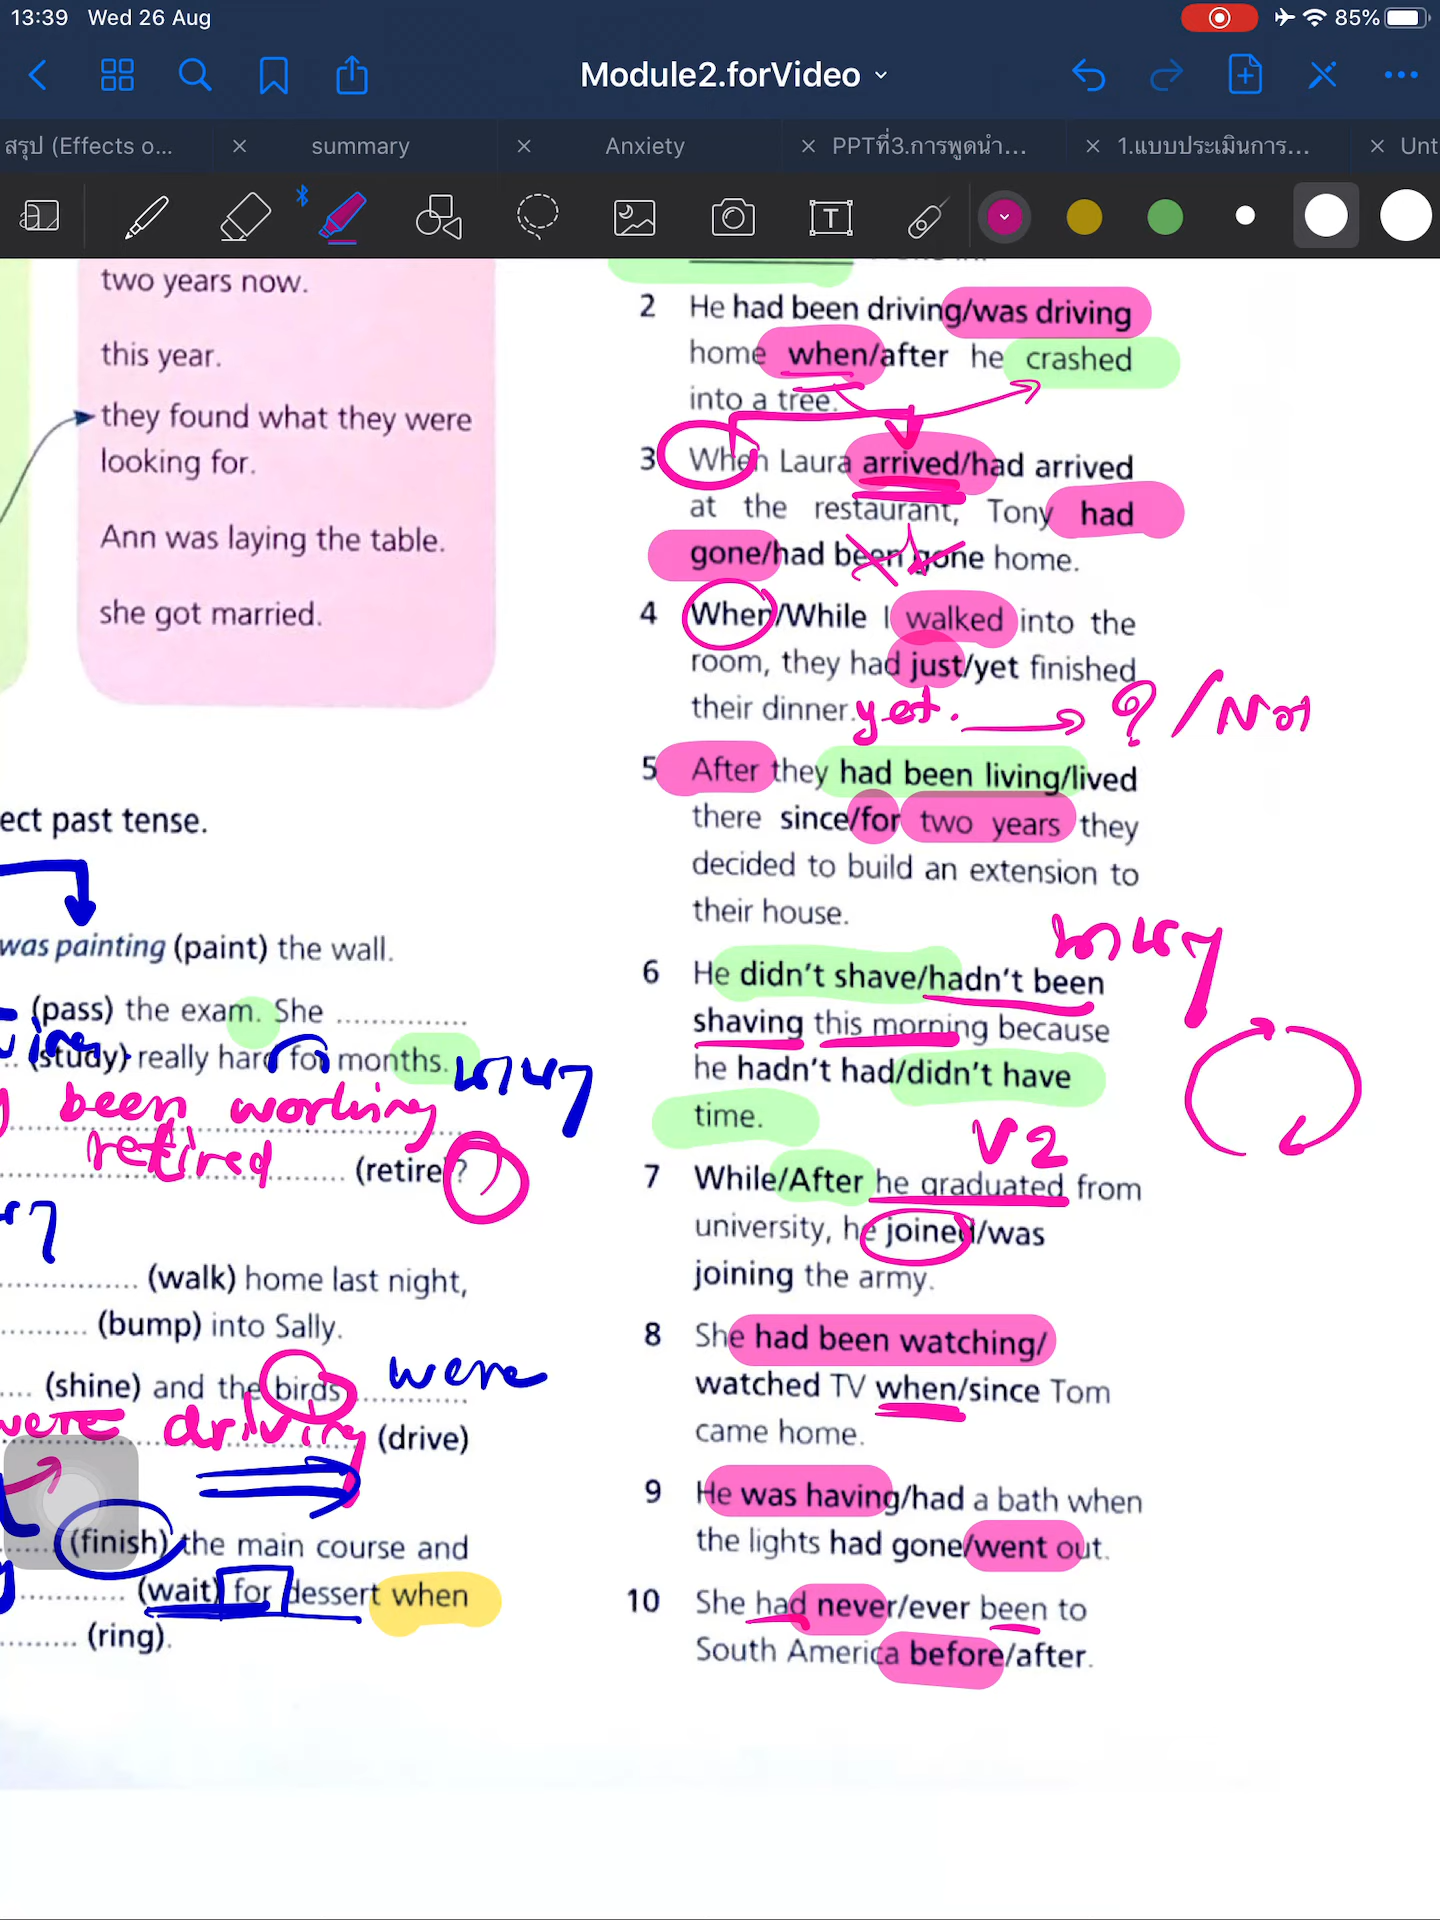 13:39 Wed 26 Aug
85%
Module2.forVideo
สรุป (Effects o...
summary
Anxiety
PPTที่3.การพูดนำ...
1.แบบประเมินการ...
Unt
two years now.
this year.
they found what they were
looking for.
Ann was laying the table.
she got married.
ect past tense.
was painting (paint) the wall.
(pass) the exam. She ..............
(study) really hard for months.
been working
retired
(retire)?
(walk) home last night,
(bump) into Sally.
(shine) and the birds were
were driving (drive)
(finish) the main course and
(wait) for dessert when
(ring).
2 He had been driving/was driving
home when/after he crashed
into a tree.
3 When Laura arrived/had arrived
at the restaurant, Tony had
gone/had been gone home.
4 When/While I walked into the
room, they had just/yet finished
their dinner. yet. ? / Not
5 After they had been living/lived
there since/for two years they
decided to build an extension to
their house.
6 He didn't shave/hadn't been
shaving this morning because
he hadn't had/didn't have
time.
V2
7 While/After he graduated from
university, he joined/was
joining the army.
8 She had been watching/
watched TV when/since Tom
came home.
9 He was having/had a bath when
the lights had gone/went out.
10 She had never/ever been to
South America before/after.